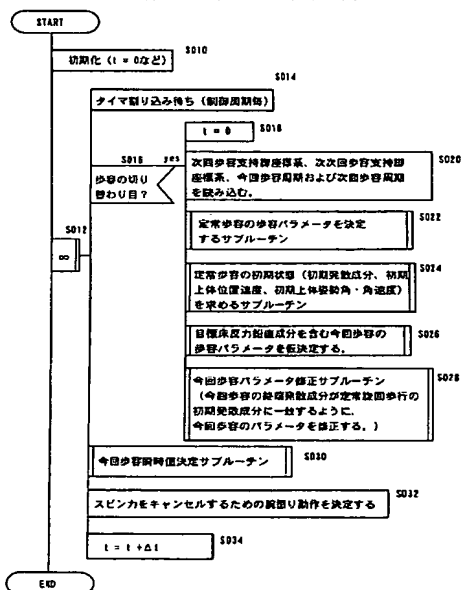 START
初期化(t = 0など) S010
S014
タイマ割り込み待ち(制御周期毎)
t = 0 S018
S016 yes
歩容の切り
替わり目?
次回歩容支持脚座標系、次次回歩容支持脚
座標系、今回歩容周期および次回歩容周期
を読み込む。
S020
S022
定常歩容の歩容パラメータを決定
するサブルーチン
S012
∞
S024
定常歩容の初期状態(初期発散成分、初期
上体位置速度、初期上体姿勢角・角速度)
を求めるサブルーチン
S026
目標床反力鉛直成分を含む今回歩容の
歩容パラメータを仮決定する。
S028
今回歩容パラメータ修正サブルーチン
(今回歩容の終端発散成分が定常旋回歩行の
初期発散成分に一致するように、
今回歩容のパラメータを修正する。)
今回歩容瞬時値決定サブルーチン S030
S032
スピン力をキャンセルするための腕振り動作を決定する
t = t +Δt S034
END